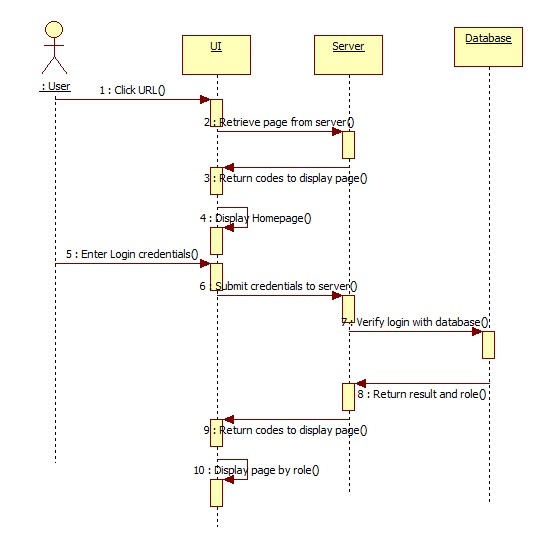 UI
Server
Database
: User
1 : Click URL()
2 : Retrieve page from server()
3 : Return codes to display page()
4 : Display Homepage()
5 : Enter Login credentials()
6 : Submit credentials to server()
7 : Verify login with database()
8 : Return result and role()
9 : Return codes to display page()
10 : Display page by role()